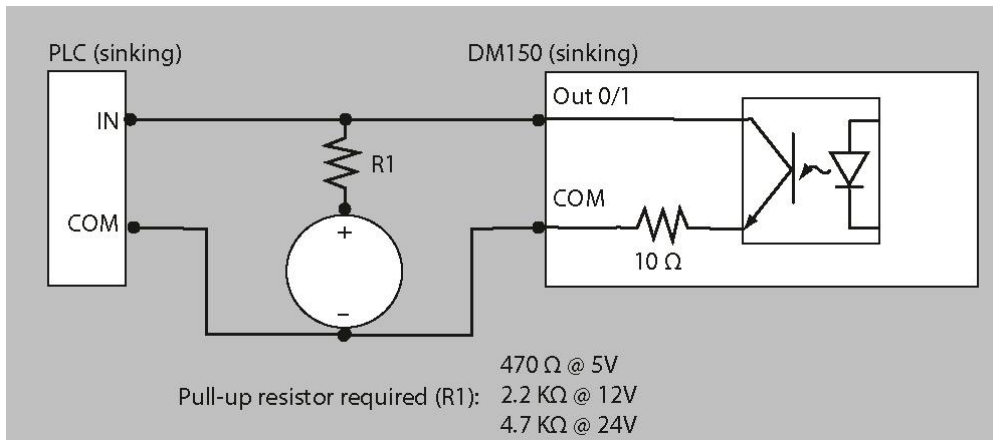 PLC (sinking)
DM150 (sinking)
Out 0/1
IN
R1
COM
COM
+
10 Ω
–
470 Ω @ 5V
Pull-up resistor required (R1): 2.2 KΩ @ 12V
4.7 KΩ @ 24V